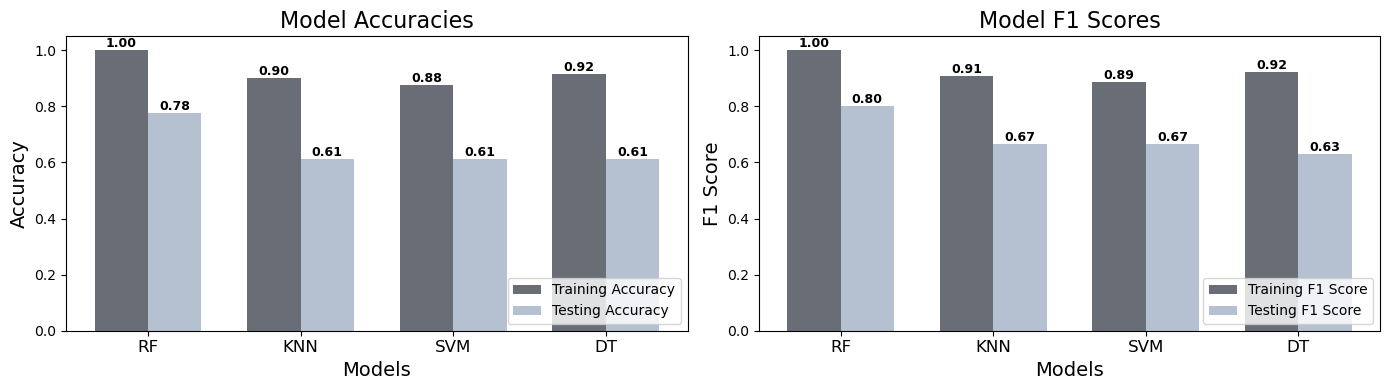 Model Accuracies
1.00
0.90
0.88
0.92
0.78
0.61
0.61
0.61
1.0
0.8
0.6
0.4
0.2
0.0
Accuracy
Training Accuracy
Testing Accuracy
RF KNN SVM DT
Models
Model F1 Scores
1.00
0.91
0.89
0.92
0.80
0.67
0.67
0.63
1.0
0.8
0.6
0.4
0.2
0.0
F1 Score
Training F1 Score
Testing F1 Score
RF KNN SVM DT
Models